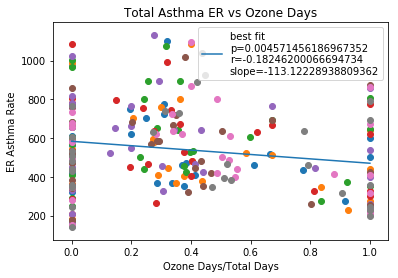 Total Asthma ER vs Ozone Days
best fit
p=0.004571456186967352
r=-0.18246200066694734
slope=-113.12228938809362
ER Asthma Rate
1000
800
600
400
200
0.0 0.2 0.4 0.6 0.8 1.0
Ozone Days/Total Days